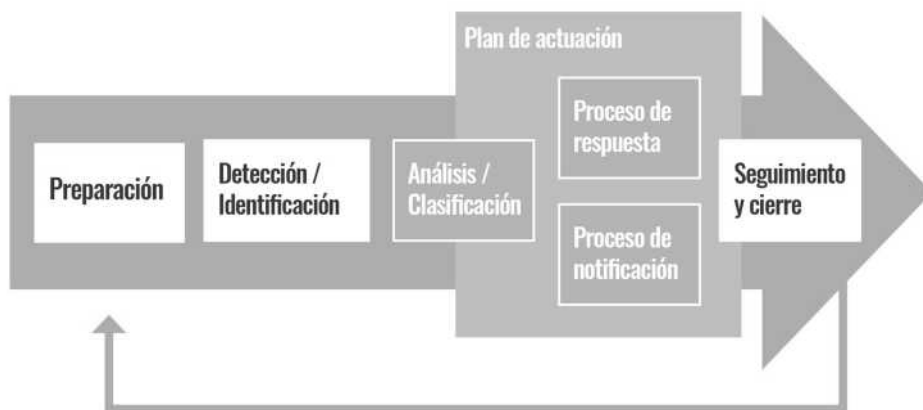 Plan de actuación
Preparación
Detección /
Identificación
Análisis /
Clasificación
Proceso de
respuesta
Proceso de
notificación
Seguimiento
y cierre